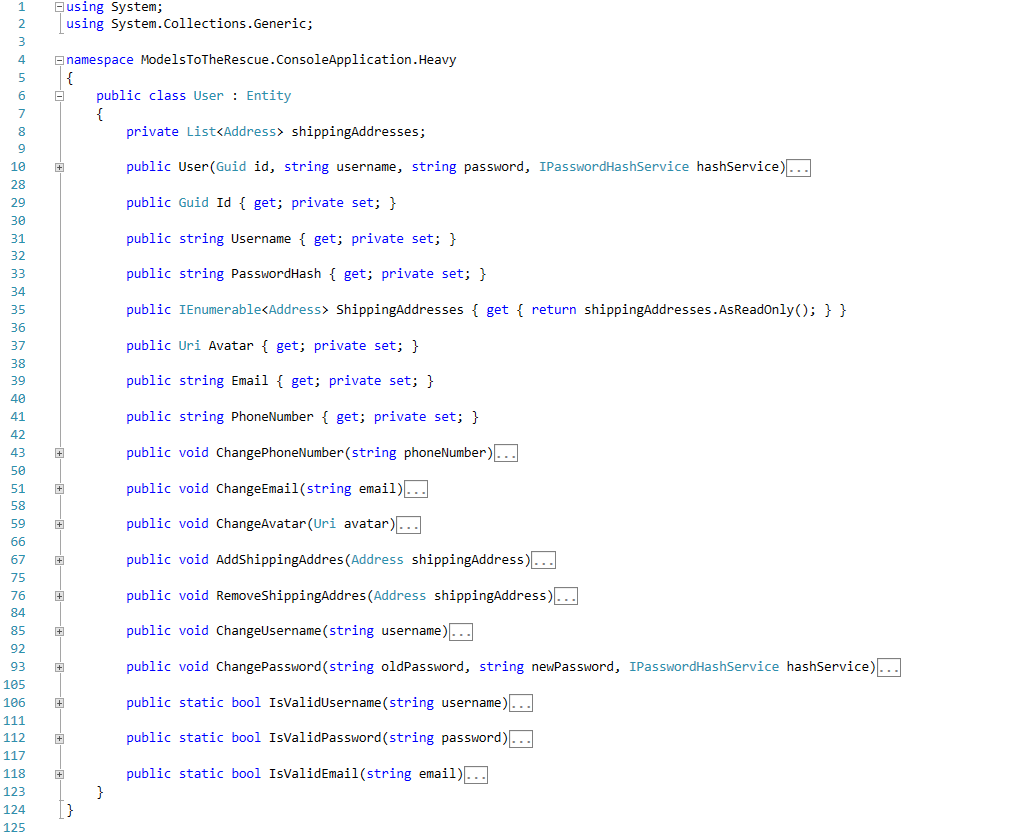 1 using System;
2 using System.Collections.Generic;
3
4 namespace ModelsToTheRescue.ConsoleApplication.Heavy
5 {
6 public class User : Entity
7 {
8 private List<Address> shippingAddresses;
9
10 public User(Guid id, string username, string password, IPasswordHashService hashService)...
28
29 public Guid Id { get; private set; }
30
31 public string Username { get; private set; }
32
33 public string PasswordHash { get; private set; }
34
35 public IEnumerable<Address> ShippingAddresses { get { return shippingAddresses.AsReadOnly(); } }
36
37 public Uri Avatar { get; private set; }
38
39 public string Email { get; private set; }
40
41 public string PhoneNumber { get; private set; }
42
43 public void ChangePhoneNumber(string phoneNumber)...
50
51 public void ChangeEmail(string email)...
58
59 public void ChangeAvatar(Uri avatar)...
66
67 public void AddShippingAddres(Address shippingAddress)...
75
76 public void RemoveShippingAddres(Address shippingAddress)...
84
85 public void ChangeUsername(string username)...
92
93 public void ChangePassword(string oldPassword, string newPassword, IPasswordHashService hashService)...
105
106 public static bool IsValidUsername(string username)...
111
112 public static bool IsValidPassword(string password)...
117
118 public static bool IsValidEmail(string email)...
123 }
124 }
125